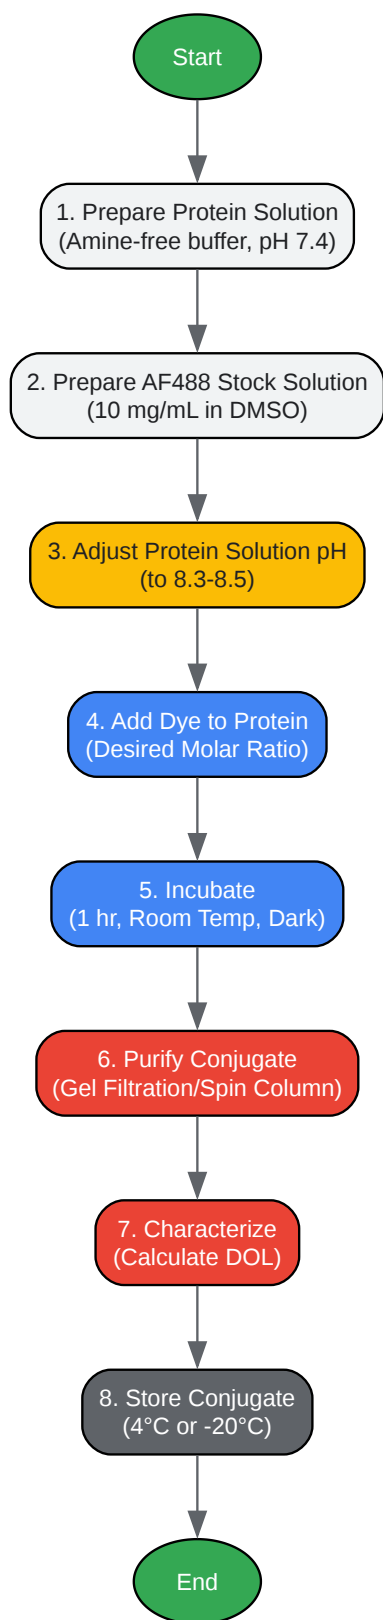 Start
1. Prepare Protein Solution
(Amine-free buffer, pH 7.4)
2. Prepare AF488 Stock Solution
(10 mg/mL in DMSO)
3. Adjust Protein Solution pH
(to 8.3-8.5)
4. Add Dye to Protein
(Desired Molar Ratio)
5. Incubate
(1 hr, Room Temp, Dark)
6. Purify Conjugate
(Gel Filtration/Spin Column)
7. Characterize
(Calculate DOL)
8. Store Conjugate
(4°C or -20°C)
End